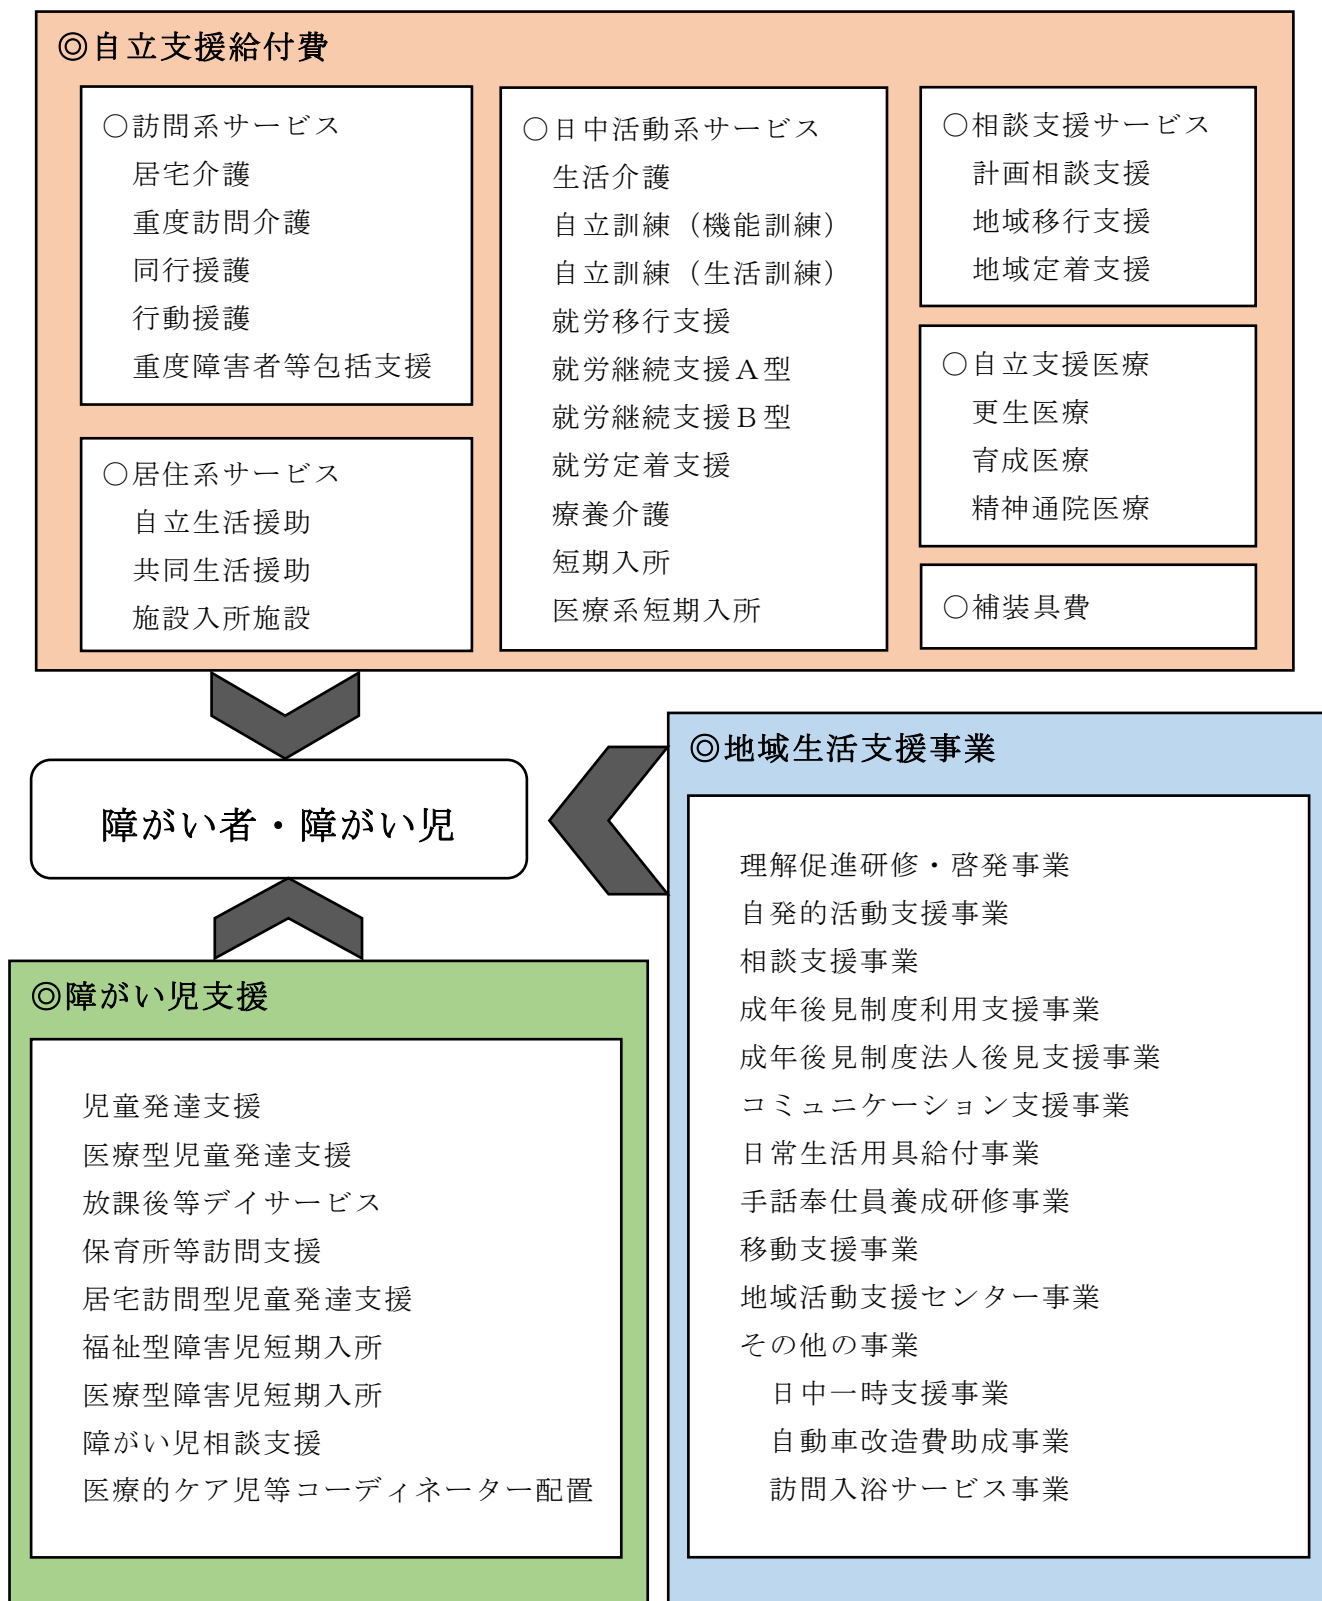 ◎自立支援給付費
○訪問系サービス
居宅介護
重度訪問介護
同行援護
行動援護
重度障害者等包括支援
○居住系サービス
自立生活援助
共同生活援助
施設入所施設
○日中活動系サービス
生活介護
自立訓練（機能訓練）
自立訓練（生活訓練）
就労移行支援
就労継続支援Ａ型
就労継続支援Ｂ型
就労定着支援
療養介護
短期入所
医療系短期入所
○相談支援サービス
計画相談支援
地域移行支援
地域定着支援
○自立支援医療
更生医療
育成医療
精神通院医療
○補装具費
障がい者・障がい児
◎地域生活支援事業
理解促進研修・啓発事業
自発的活動支援事業
相談支援事業
成年後見制度利用支援事業
成年後見制度法人後見支援事業
コミュニケーション支援事業
日常生活用具給付事業
手話奉仕員養成研修事業
移動支援事業
地域活動支援センター事業
その他の事業
日中一時支援事業
自動車改造費助成事業
訪問入浴サービス事業
◎障がい児支援
児童発達支援
医療型児童発達支援
放課後等デイサービス
保育所等訪問支援
居宅訪問型児童発達支援
福祉型障害児短期入所
医療型障害児短期入所
障がい児相談支援
医療的ケア児等コーディネーター配置